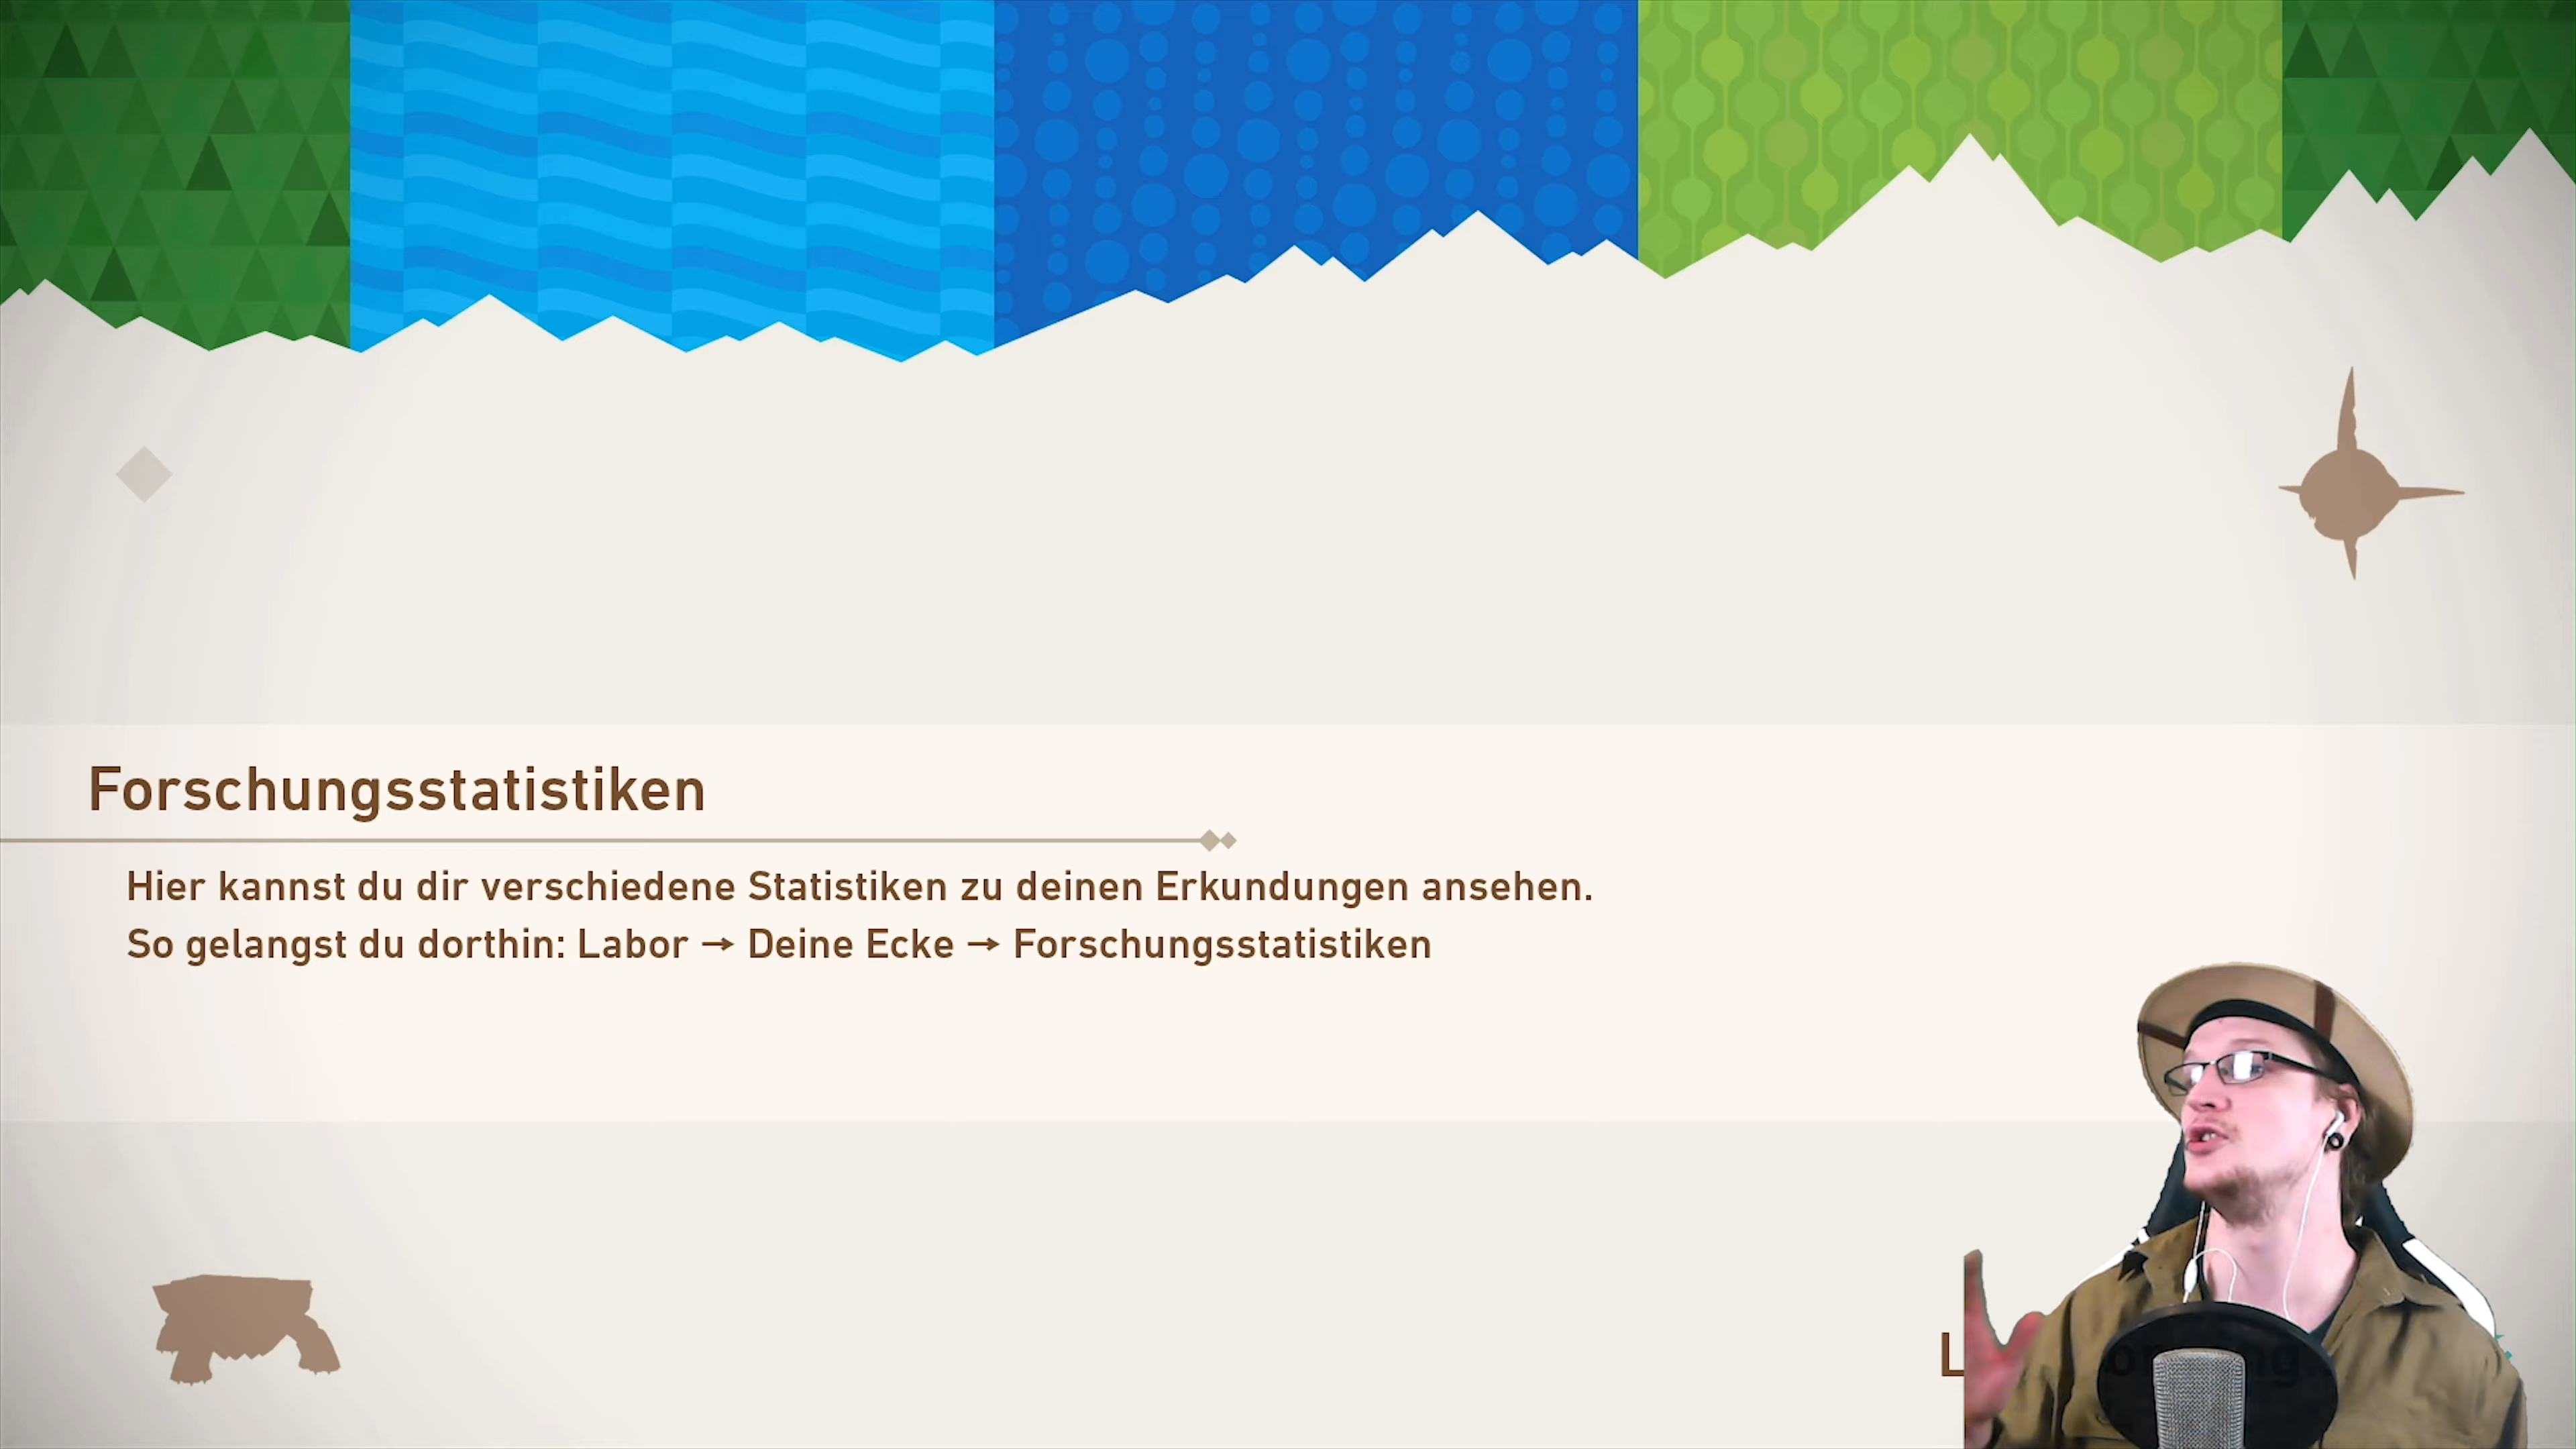 Forschungsstatistiken
Hier kannst du dir verschiedene Statistiken zu deinen Erkundungen ansehen.
So gelangst du dorthin: Labor → Deine Ecke → Forschungsstatistiken